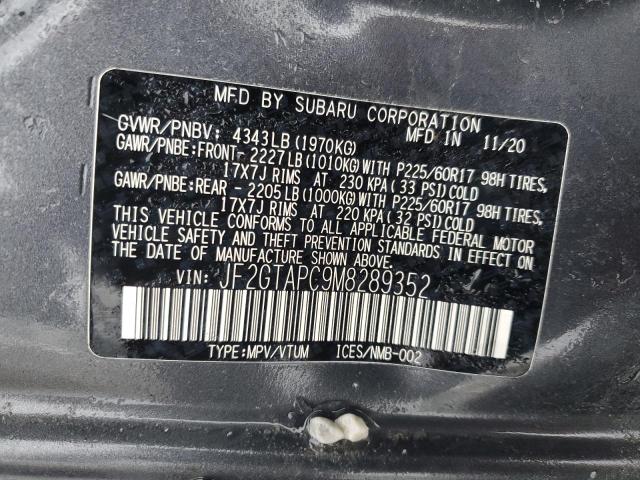 MFD BY SUBARU CORPORATION
GVWR/PNBV: 4343LB(1970KG) MFD IN 11/20
GAWR/PNBE:FRONT-2227LB(1010KG)WITH P225/60R17 98H TIRES,
17X7J RIMS AT 230 KPA(33 PSI)COLD
GAWR/PNBE:REAR -2205LB(1000KG)WITH P225/60R17 98H TIRES,
17X7J RIMS AT 220 KPA(32 PSI)COLD
THIS VEHICLE CONFORMS TO ALL APPLICABLE FEDERAL MOTOR
VEHICLE SAFETY AND THEFT PREVENTION STANDARDS IN EFFECT ON
THE DATE OF MANUFACTURE SHOWN ABOVE.
VIN: JF2GTAPC9M8289352
TYPE:MPV/VTUM ICES/NMB-002